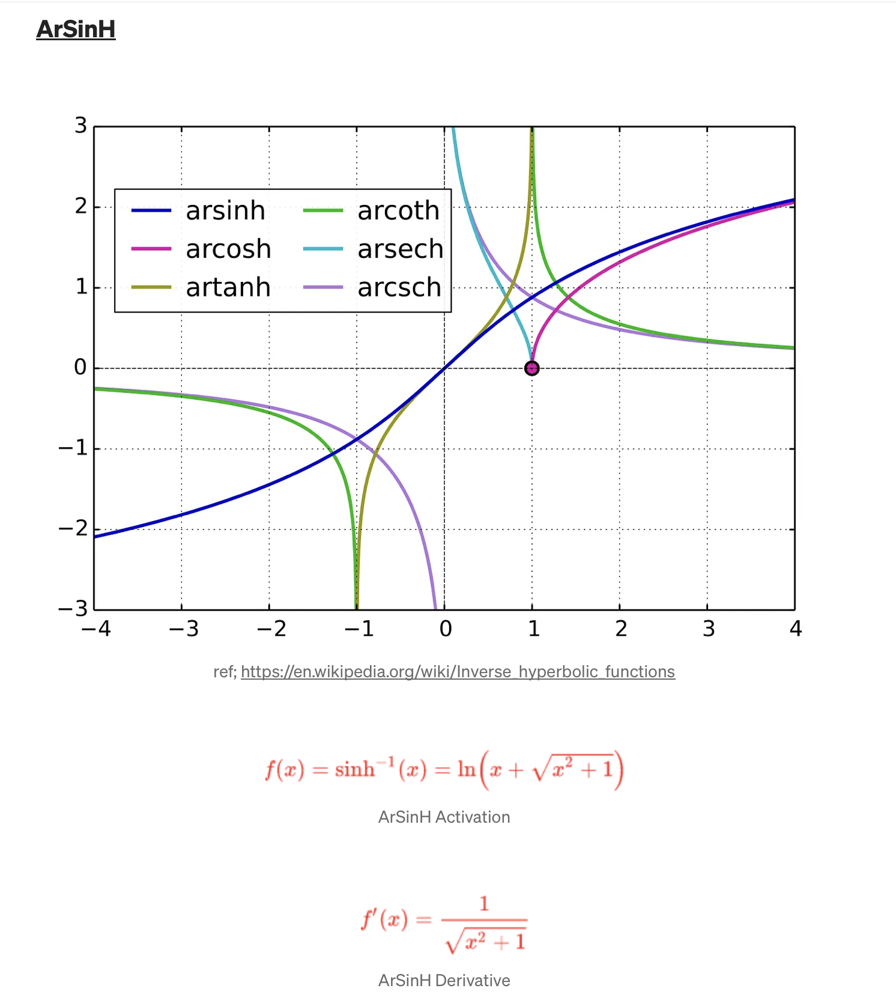 ArSinH
3
2
1
0
−1
−2
−3
arsinh arcoth
arcosh arsech
artanh arcsch
−4 −3 −2 −1 0 1 2 3 4
ref; https://en.wikipedia.org/wiki/Inverse_hyperbolic_functions
f(x) = sinh⁻¹(x) = ln(x + √(x² + 1))
ArSinH Activation
f′(x) = 1 / √(x² + 1)
ArSinH Derivative